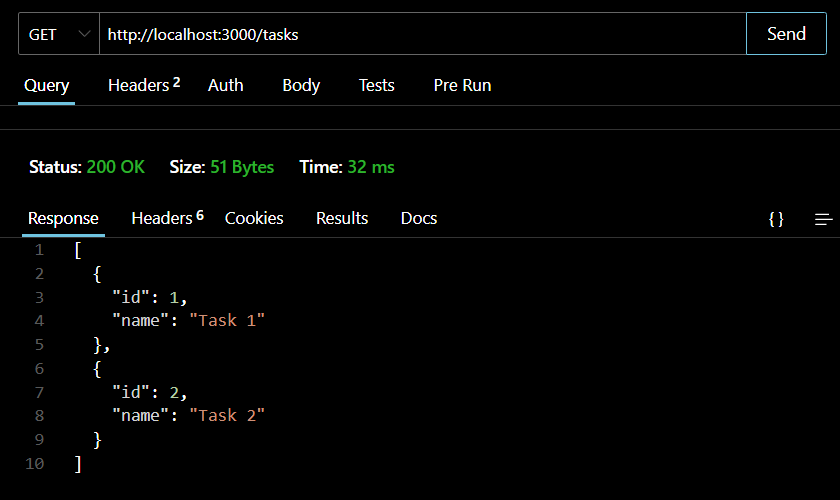 GET http://localhost:3000/tasks Send
Query Headers 2 Auth Body Tests Pre Run
Status: 200 OK Size: 51 Bytes Time: 32 ms
Response Headers 6 Cookies Results Docs {}
1 [
2 {
3 "id": 1,
4 "name": "Task 1"
5 },
6 {
7 "id": 2,
8 "name": "Task 2"
9 }
10 ]